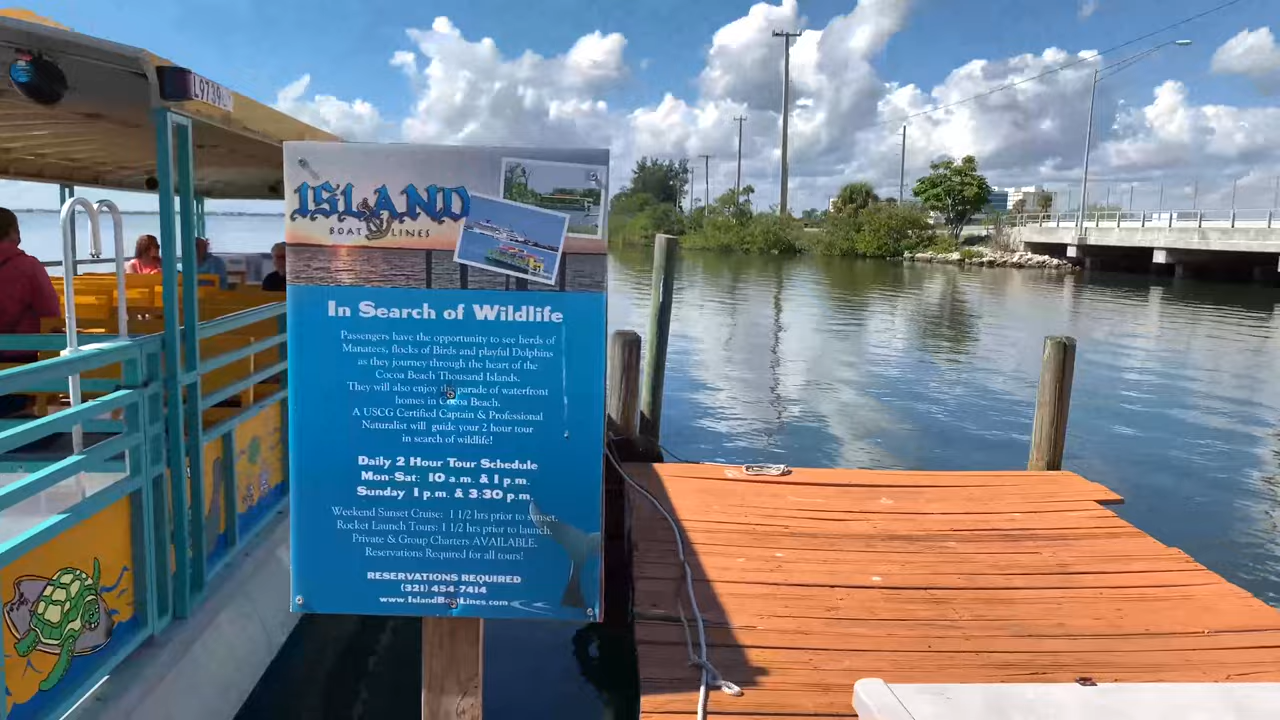 L9739
ISLAND
BOAT LINES
In Search of Wildlife
Passengers have the opportunity to see herds of
Manatees, flocks of Birds and playful Dolphins
as they journey through the heart of the
Cocoa Beach Thousand Islands.
They will also enjoy the parade of waterfront
homes in Cocoa Beach.
A USCG Certified Captain & Professional
Naturalist will guide your 2 hour tour
in search of wildlife!
Daily 2 Hour Tour Schedule
Mon-Sat: 10 a.m. & 1 p.m.
Sunday 1 p.m. & 3:30 p.m.
Weekend Sunset Cruise: 1 1/2 hrs prior to sunset.
Rocket Launch Tours: 1 1/2 hrs prior to launch.
Private & Group Charters AVAILABLE.
Reservations Required for all tours!
RESERVATIONS REQUIRED
(321) 454-7414
www.IslandBoatLines.com